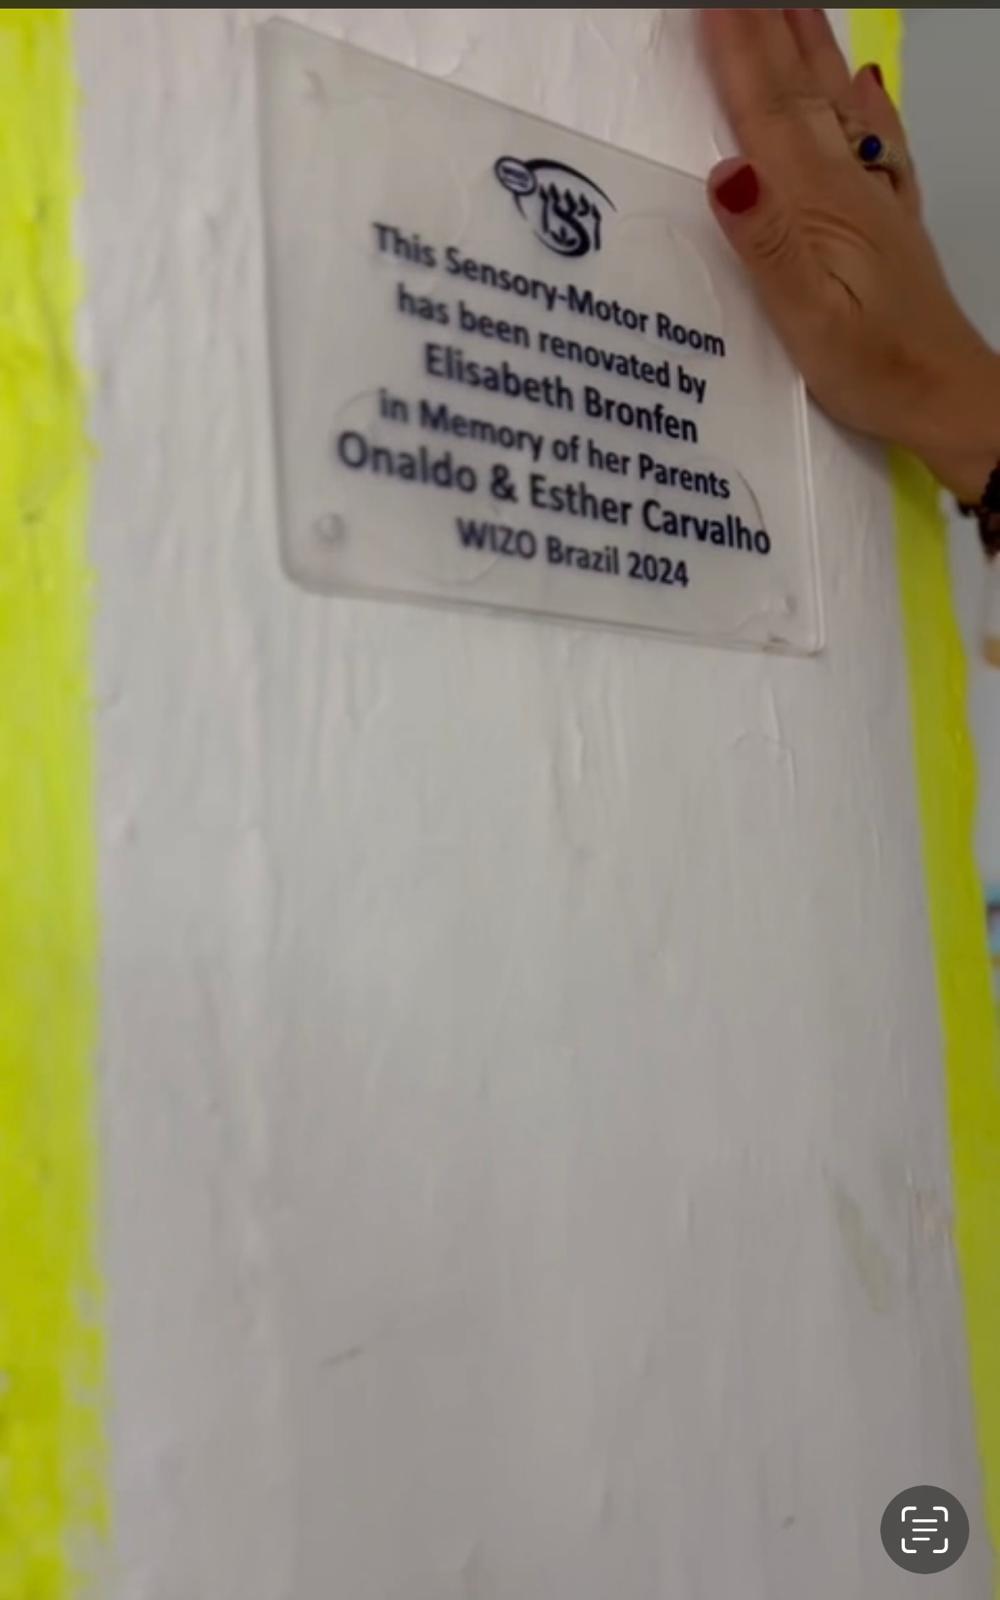 ויצו
This Sensory-Motor Room
has been renovated by
Elisabeth Bronfen
in Memory of her Parents
Onaldo & Esther Carvalho
WIZO Brazil 2024